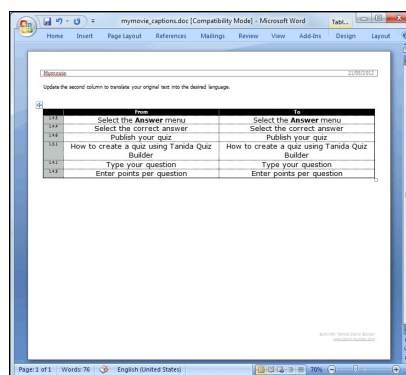 mymovie_captions.doc [Compatibility Mode] - Microsoft Word
Tabl...
Home Insert Page Layout References Mailings Review View Add-Ins Design Layout
Mymovie 21/05/2012
Update the second column to translate your original text into the desired language.
From To
Select the Answer menu Select the Answer menu
Select the correct answer Select the correct answer
Publish your quiz Publish your quiz
How to create a quiz using Tanida Quiz Builder How to create a quiz using Tanida Quiz Builder
Type your question Type your question
Enter points per question Enter points per question
Page: 1 of 1 Words: 76 English (United States) 70%